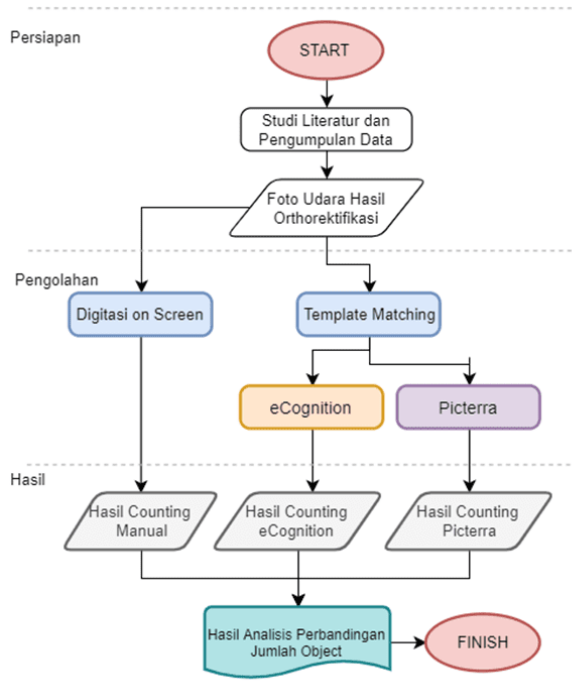 Persiapan
START
Studi Literatur dan
Pengumpulan Data
Foto Udara Hasil
Orthorektifikasi
Pengolahan
Digitasi on Screen
Template Matching
eCognition
Picterra
Hasil
Hasil Counting
Manual
Hasil Counting
eCognition
Hasil Counting
Picterra
Hasil Analisis Perbandingan
Jumlah Object
FINISH